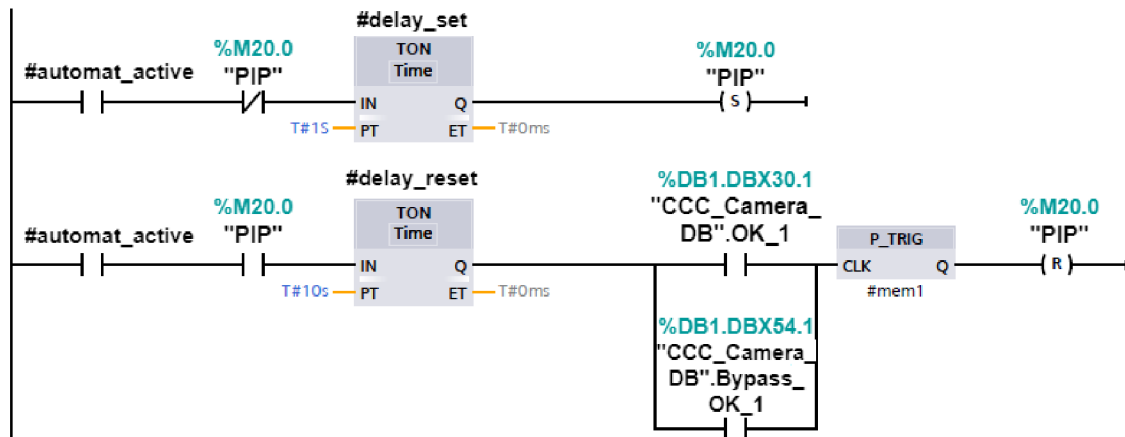 #delay_set
%M20.0
"PIP"
TON
Time
%M20.0
"PIP"
#automat_active
IN
Q
S
T#1S
PT
ET
T#0ms
#delay_reset
%DB1.DBX30.1
"CCC_Camera_
DB".OK_1
%M20.0
"PIP"
TON
Time
%M20.0
"PIP"
#automat_active
P_TRIG
IN
Q
CLK
Q
R
T#10s
PT
ET
T#0ms
#mem1
%DB1.DBX54.1
"CCC_Camera_
DB".Bypass_
OK_1